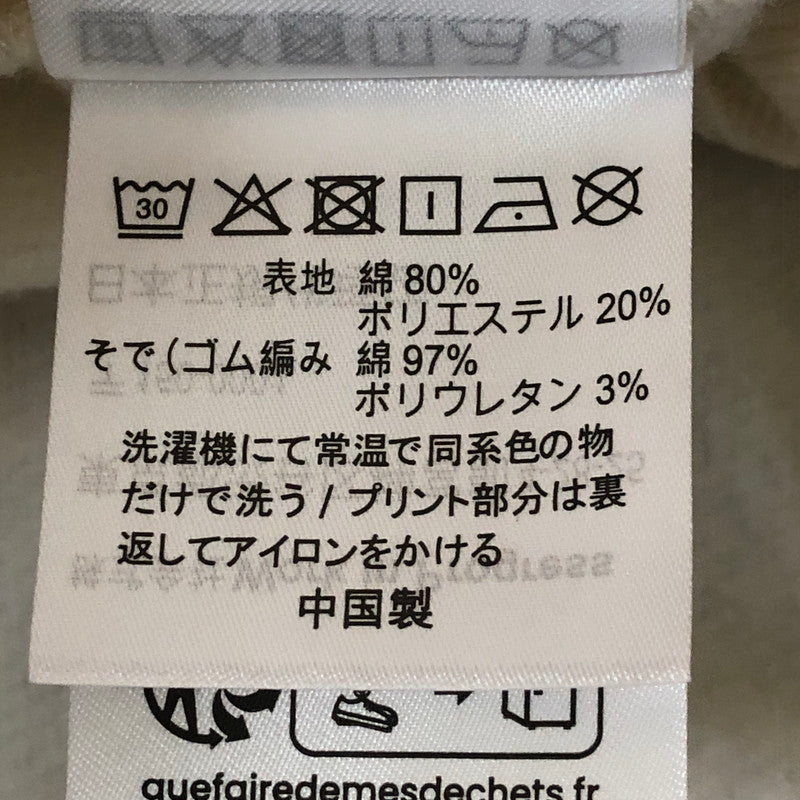 30
表地 綿 80%
ポリエステル 20%
そで(ゴム編み 綿 97%
ポリウレタン 3%
洗濯機にて常温で同系色の物
だけで洗う / プリント部分は裏
返してアイロンをかける
中国製
quefairedemesdechets.fr